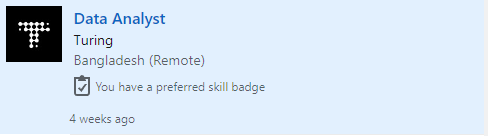 Data Analyst
Turing
Bangladesh (Remote)
You have a preferred skill badge
4 weeks ago